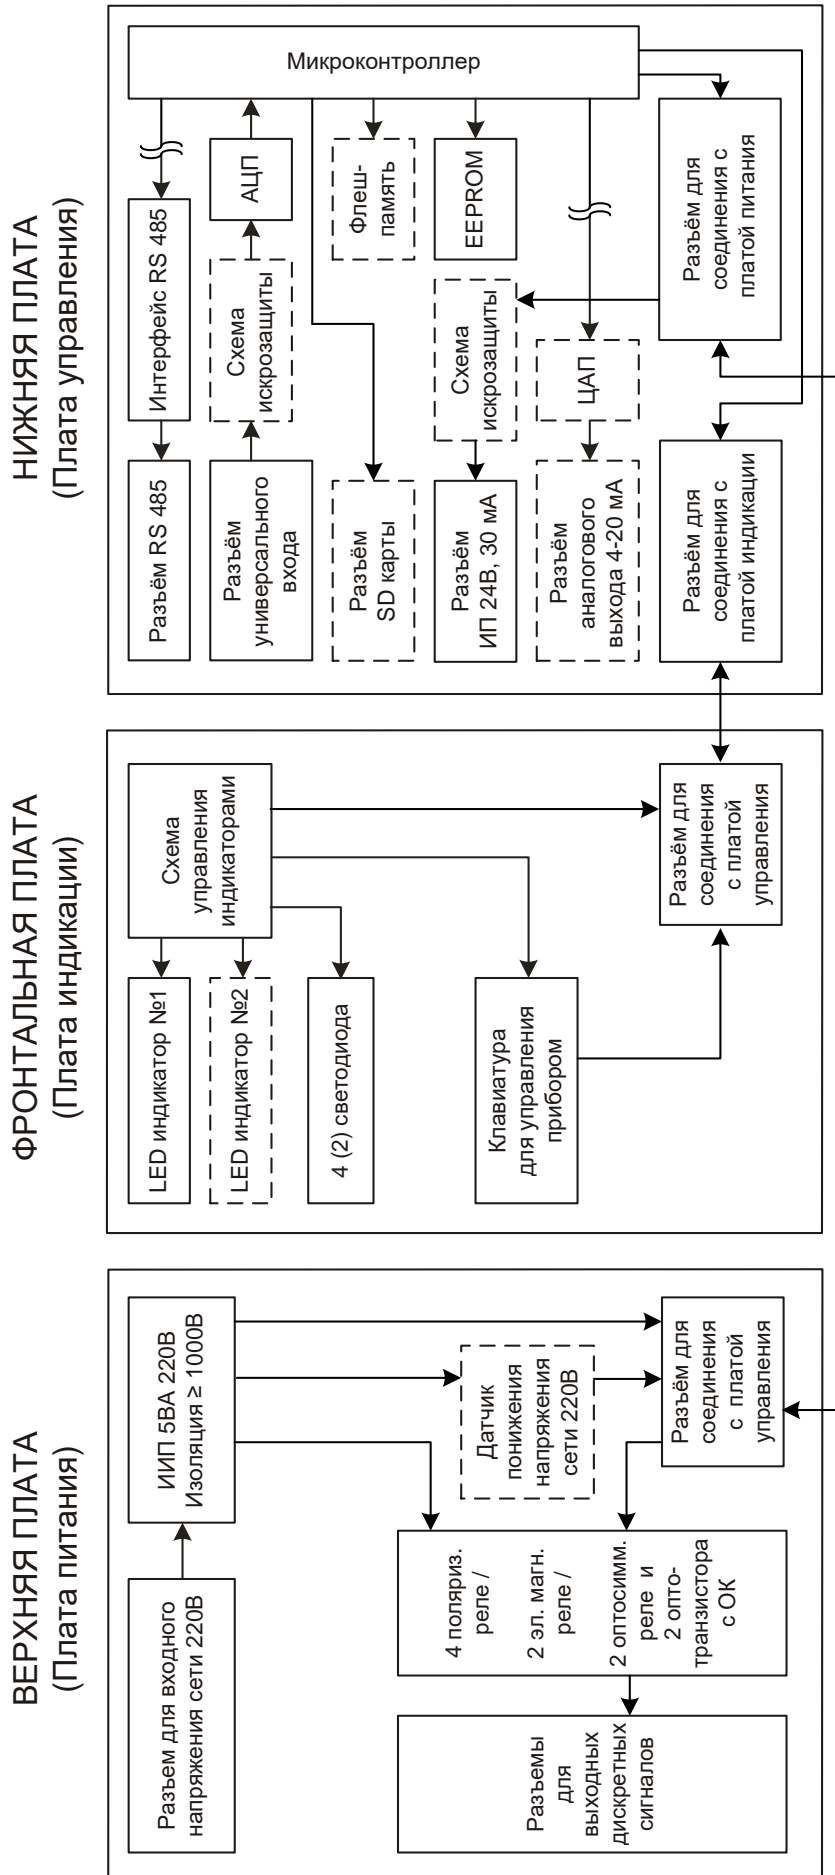 ВЕРХНЯЯ ПЛАТА
(Плата питания)
Разъем для входного
напряжения сети 220В
ИИП 5ВА 220В
Изоляция ≥ 1000В
Датчик
понижения
напряжения
сети 220В
Разъём для
соединения
с платой
управления
4 поляриз.
реле /
2 эл. магн.
реле /
2 оптосимм.
реле и
2 опто-
транзистора
с ОК
Разъемы
для
выходных
дискретных
сигналов
ФРОНТАЛЬНАЯ ПЛАТА
(Плата индикации)
Схема
управления
индикаторами
LED индикатор №1
LED индикатор №2
4 (2) светодиода
Клавиатура
для управления
прибором
Разъём для
соединения
с платой
управления
НИЖНЯЯ ПЛАТА
(Плата управления)
Микроконтроллер
Разъём RS 485
Интерфейс RS 485
Разъём
универсального
входа
Схема
искрозащиты
АЦП
Разъём
SD карты
Флеш-
память
EEPROM
Разъём
ИП 24В, 30 мА
Схема
искрозащиты
Разъём
аналогового
выхода 4-20 мА
ЦАП
Разъём для
соединения с
платой индикации
Разъём для
соединения с
платой питания